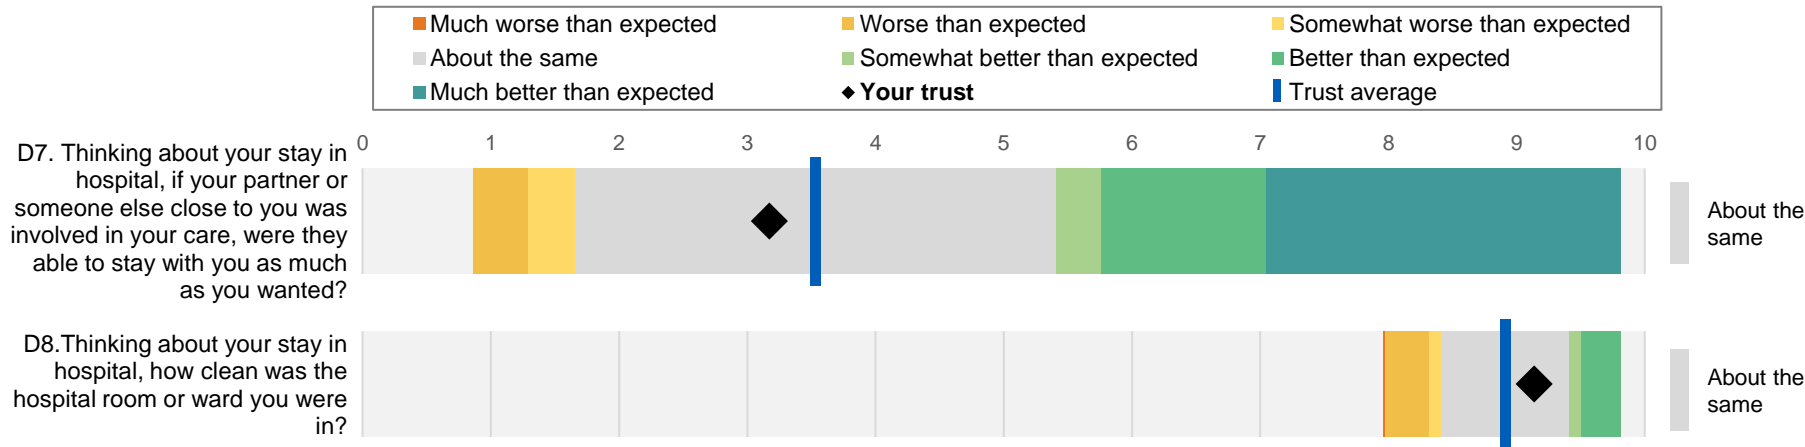 Much worse than expected
Worse than expected
Somewhat worse than expected
About the same
Somewhat better than expected
Better than expected
Much better than expected
Your trust
Trust average
0 1 2 3 4 5 6 7 8 9 10
D7. Thinking about your stay in
hospital, if your partner or
someone else close to you was
involved in your care, were they
able to stay with you as much
as you wanted?
About the
same
D8.Thinking about your stay in
hospital, how clean was the
hospital room or ward you were
in?
About the
same